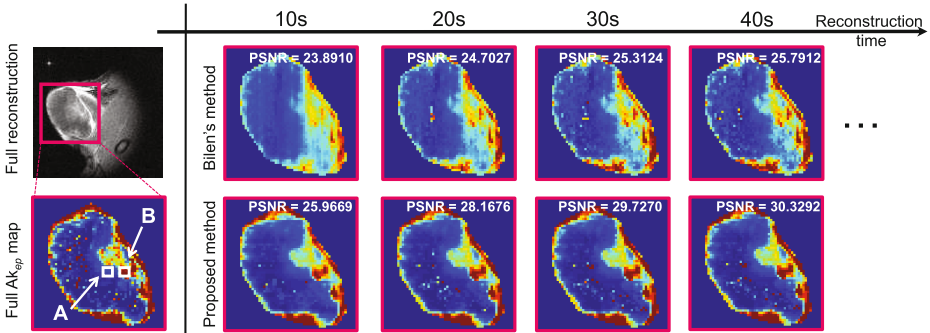 10s 20s 30s 40s Reconstruction
time
Full reconstruction
Bilen's method
PSNR = 23.8910 PSNR = 24.7027 PSNR = 25.3124 PSNR = 25.7912
...
Full Akep map
A
B
Proposed method
PSNR = 25.9669 PSNR = 28.1676 PSNR = 29.7270 PSNR = 30.3292